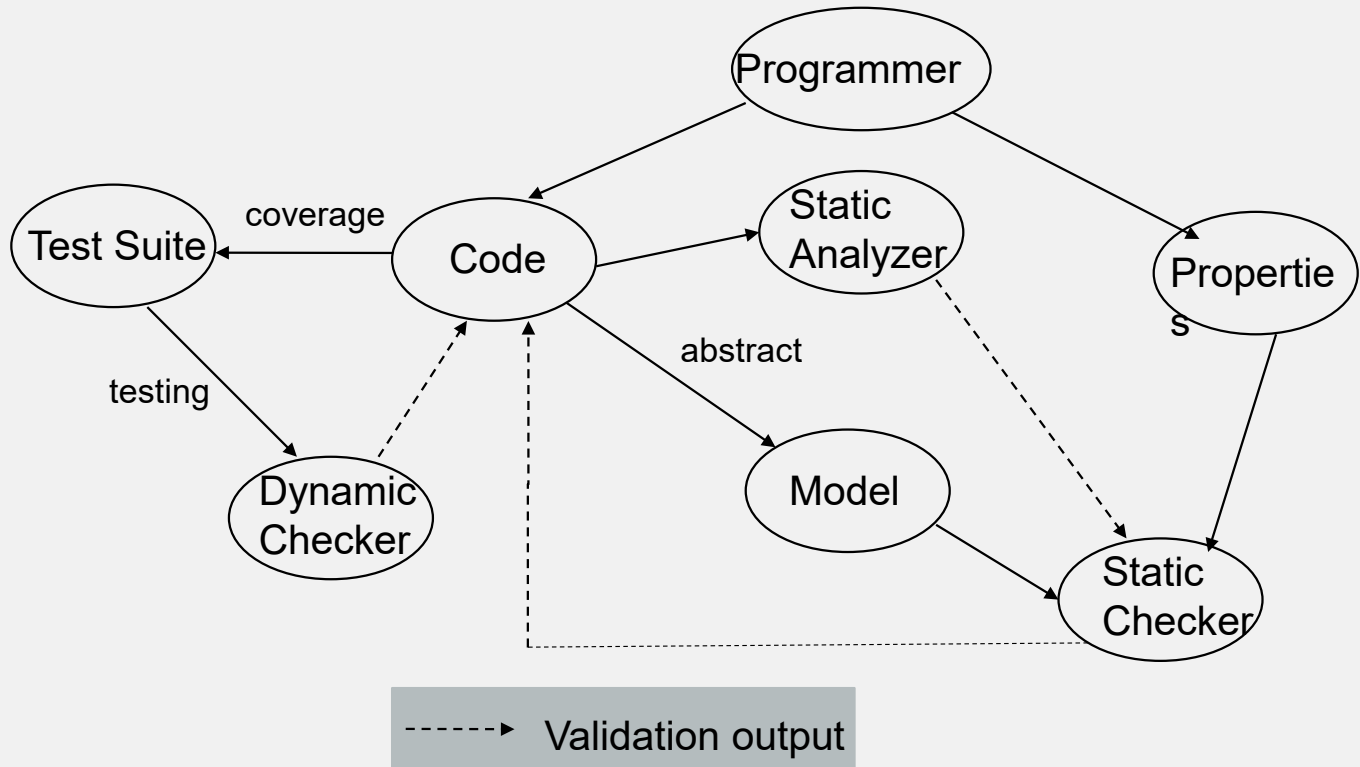 Programmer
coverage
Static
Analyzer
Test Suite
Code
Propertie
s
abstract
testing
Dynamic
Checker
Model
Static
Checker
Validation output